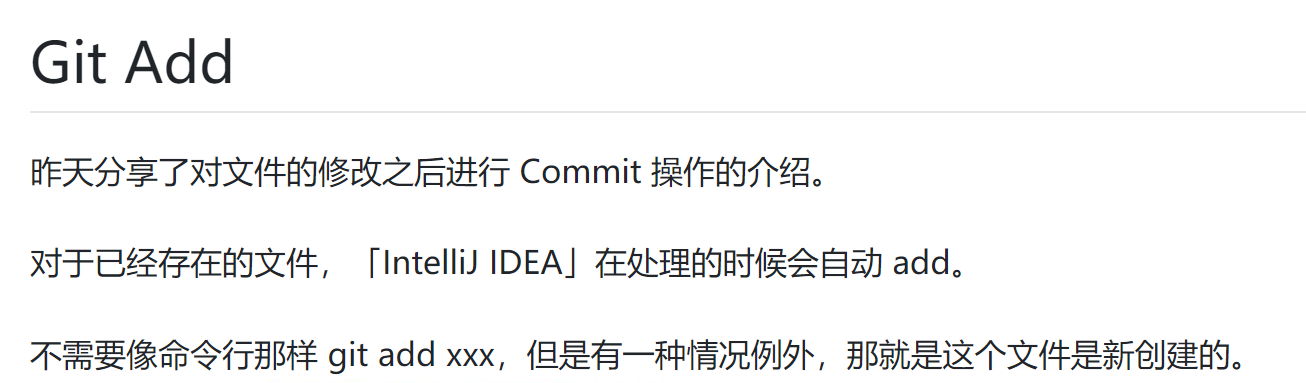 Git Add
昨天分享了对文件的修改之后进行 Commit 操作的介绍。
对于已经存在的文件，「IntelliJ IDEA」在处理的时候会自动 add。
不需要像命令行那样 git add xxx，但是有一种情况例外，那就是这个文件是新创建的。